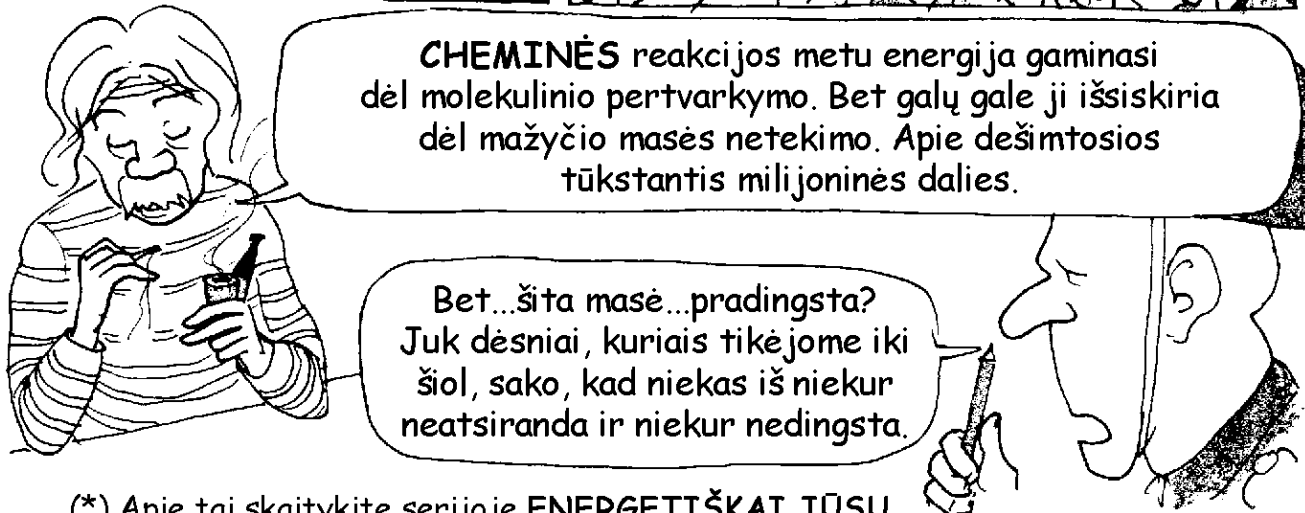 CHEMINĖS reakcijos metu energija gaminasi
dėl molekulinio pertvarkymo. Bet galų gale ji išsiskiria
dėl mažyčio masės netekimo. Apie dešimtosios
tūkstantis milijoninės dalies.
Bet...šita masė...pradingsta?
Juk dėsniai, kuriais tikėjome iki
šiol, sako, kad niekas iš niekur
neatsiranda ir niekur nedingsta.
(*) Apie tai skaitykite serijoje ENERGETIŠKAI JŪSŲ